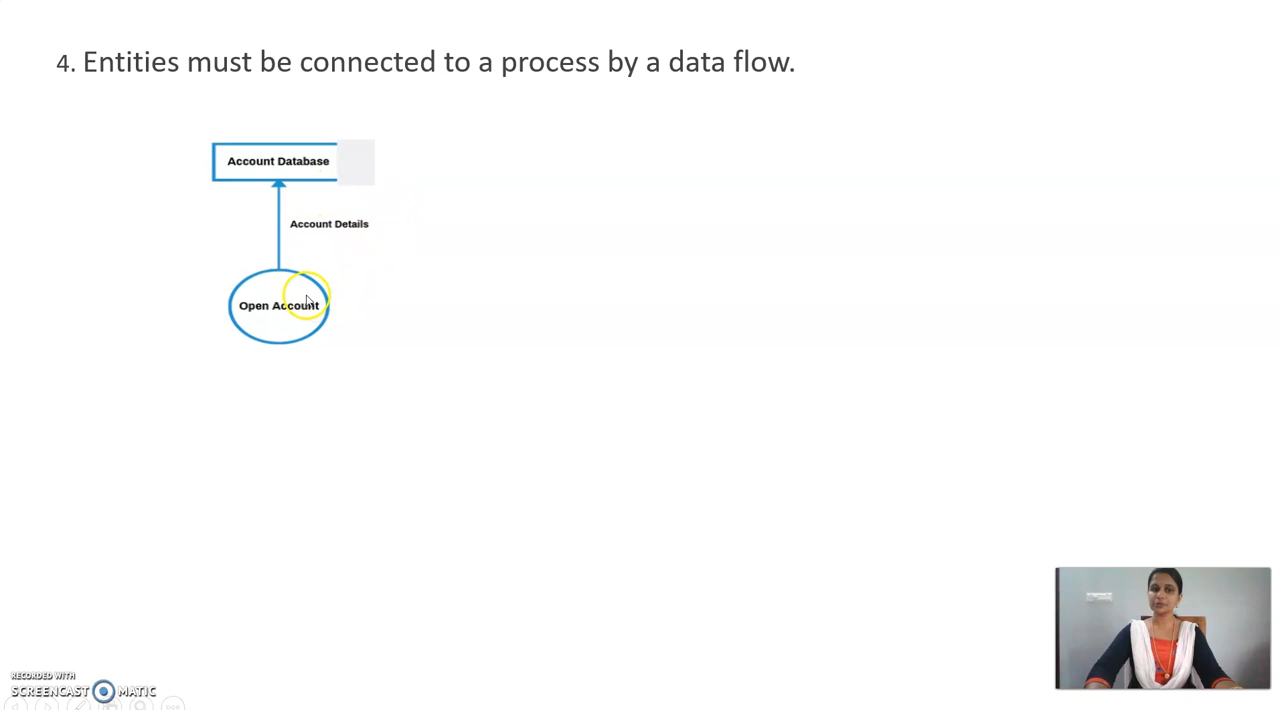 4. Entities must be connected to a process by a data flow.
Account Database
Account Details
Open Account
RECORDED WITH
SCREENCAST MATIC